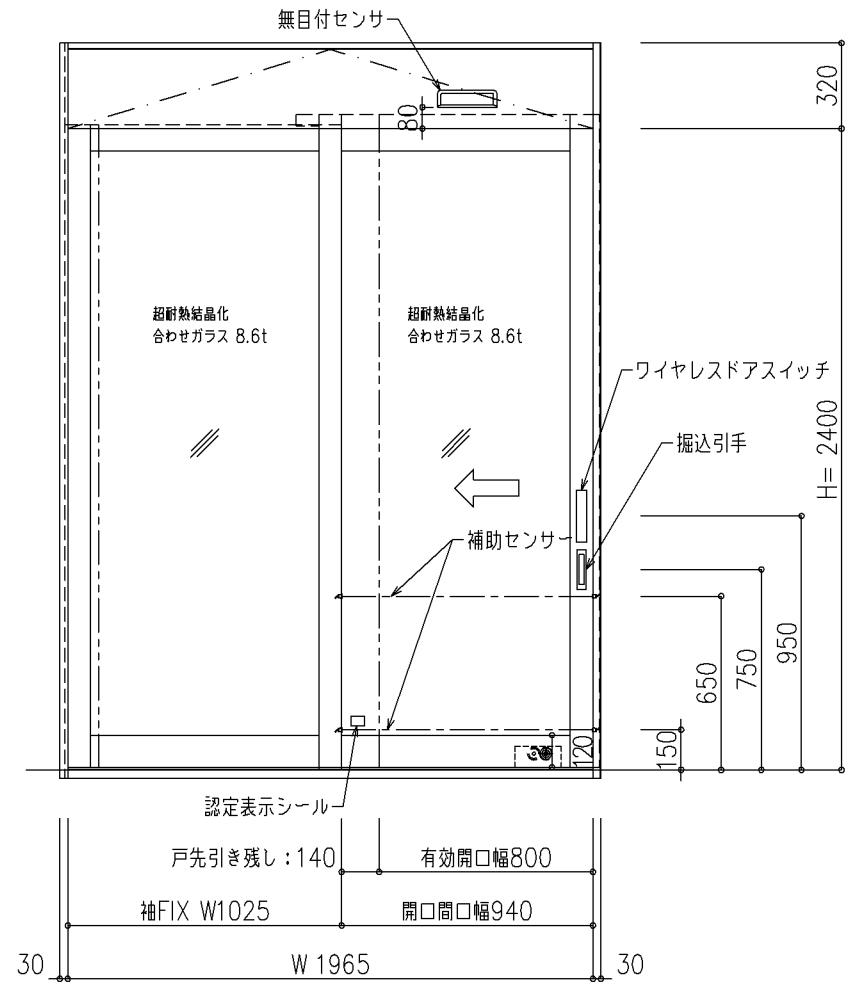 無目付センサー
320
80
超耐熱結晶化
合わせガラス 8.6t
超耐熱結晶化
合わせガラス 8.6t
ワイヤレスドアスイッチ
H= 2400
掘込引手
補助センサー
950
750
650
150
120
認定表示シール
戸先引き残し：140
有効開口幅800
袖FIX W1025
開口間口幅940
30
W 1965
30